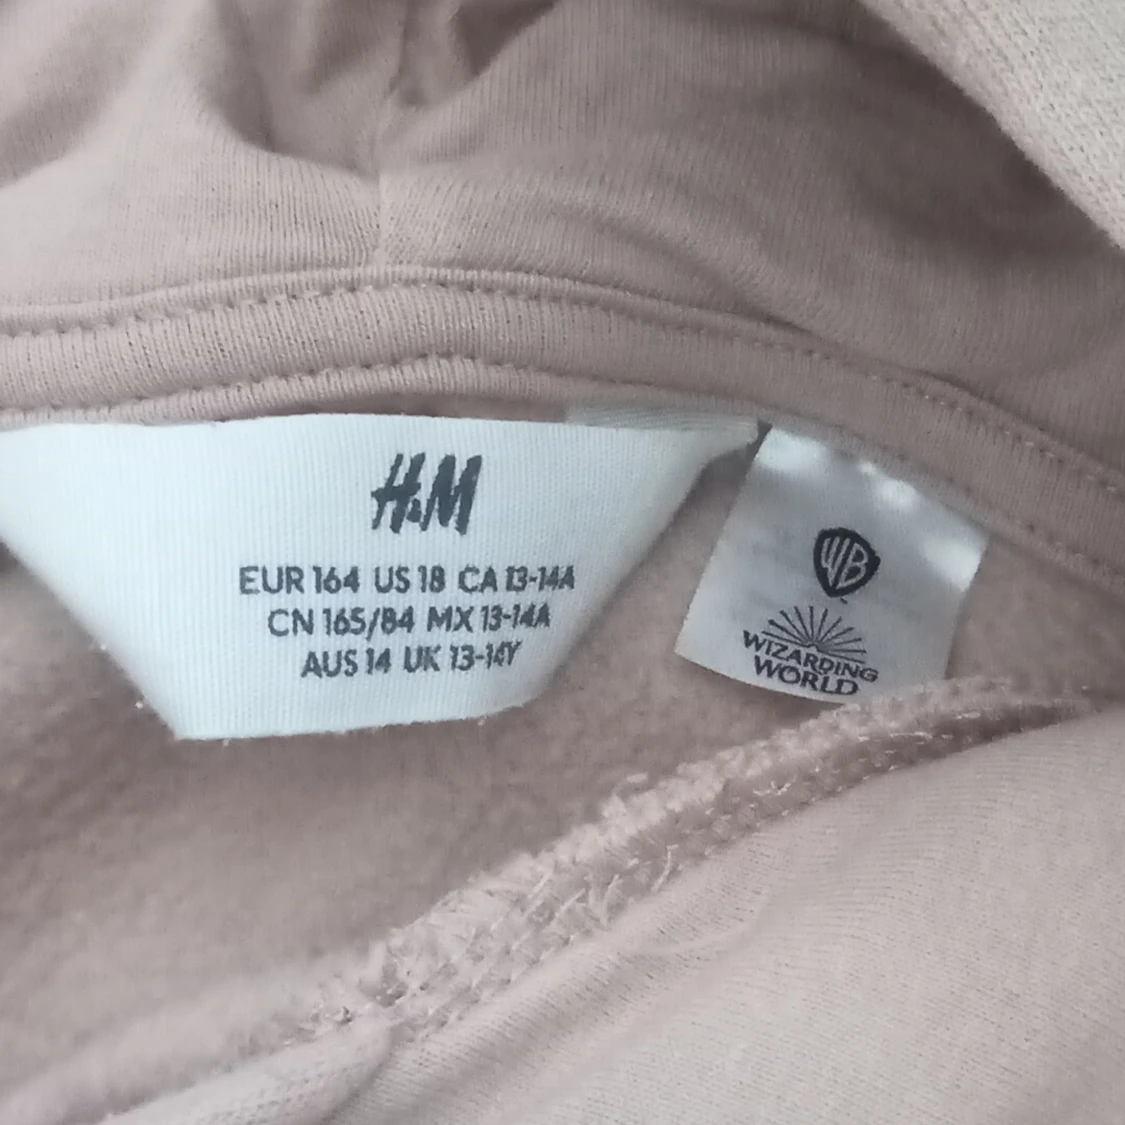 H&M
EUR 164 US 18 CA 13-14A
CN 165/84 MX 13-14A
AUS 14 UK 13-14Y
WB
WIZARDING
WORLD